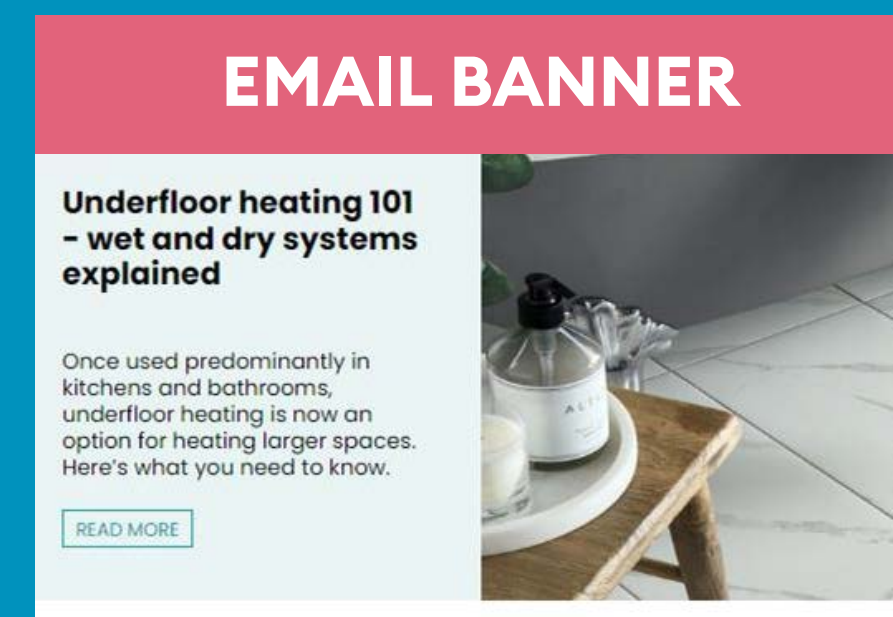 EMAIL BANNER
Underfloor heating 101
- wet and dry systems
explained
Once used predominantly in
kitchens and bathrooms,
underfloor heating is now an
option for heating larger spaces.
Here's what you need to know.
READ MORE